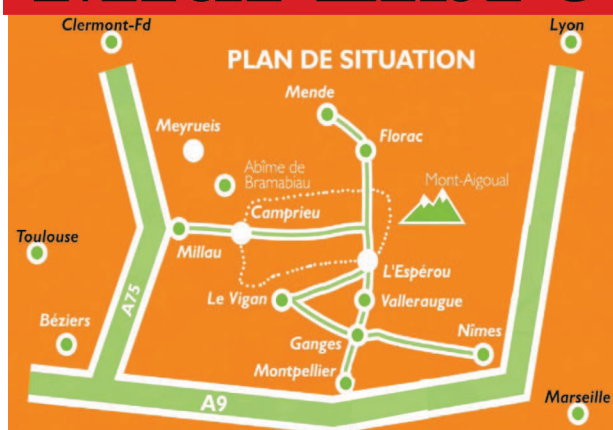 Clermont-Fd
Lyon
PLAN DE SITUATION
Mende
Meyrueis
Florac
Abîme de
Bramabiau
Mont-Aigoual
Camprieu
Toulouse
Millau
L'Espérou
A75
Le Vigan
Valleraugue
Béziers
Ganges
Nîmes
Montpellier
A9
Marseille